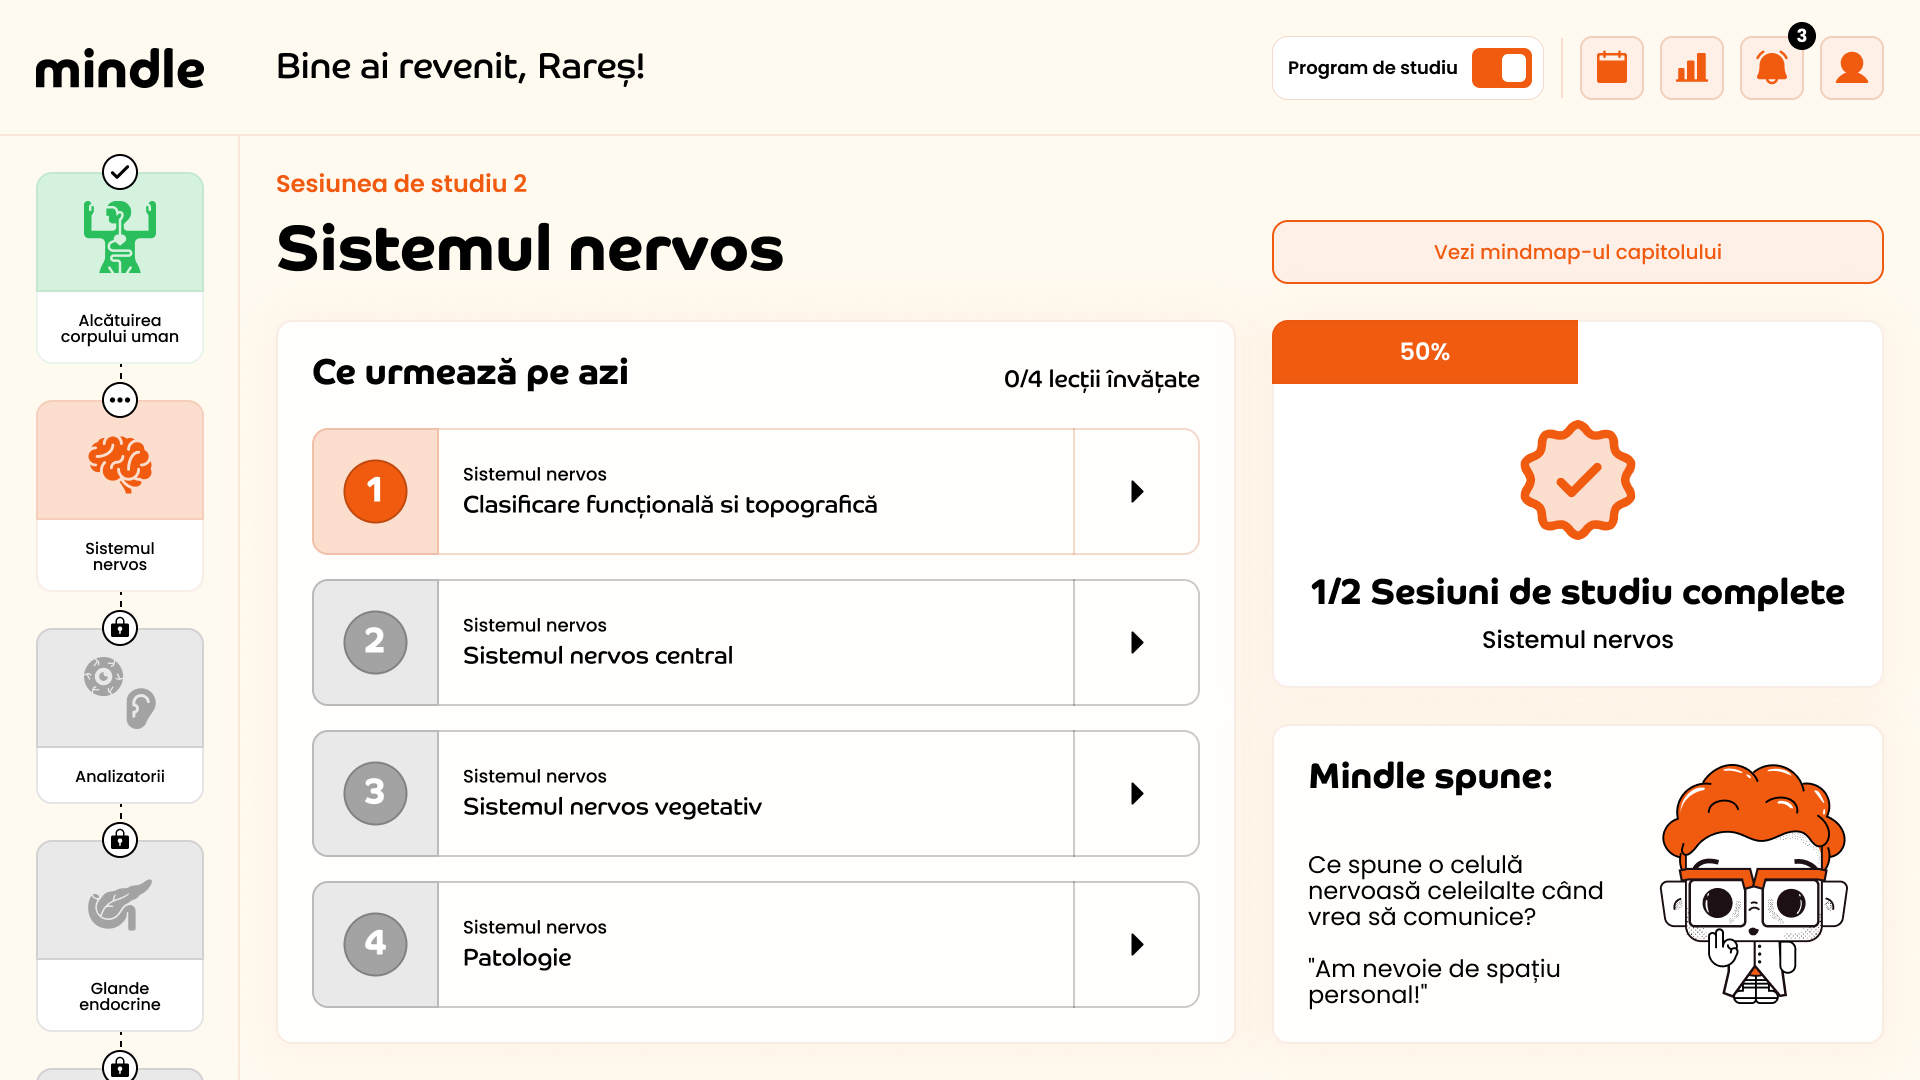 mindle
Bine ai revenit, Rareș!
Program de studiu
3
Alcătuirea
corpului uman
Sistemul
nervos
Analizatorii
Glande
endocrine
Sesiunea de studiu 2
Sistemul nervos
Vezi mindmap-ul capitolului
Ce urmează pe azi
0/4 lecții învățate
1
Sistemul nervos
Clasificare funcțională si topografică
2
Sistemul nervos
Sistemul nervos central
3
Sistemul nervos
Sistemul nervos vegetativ
4
Sistemul nervos
Patologie
50%
1/2 Sesiuni de studiu complete
Sistemul nervos
Mindle spune:
Ce spune o celulă
nervoasă celeilalte când
vrea să comunice?
"Am nevoie de spațiu
personal!"